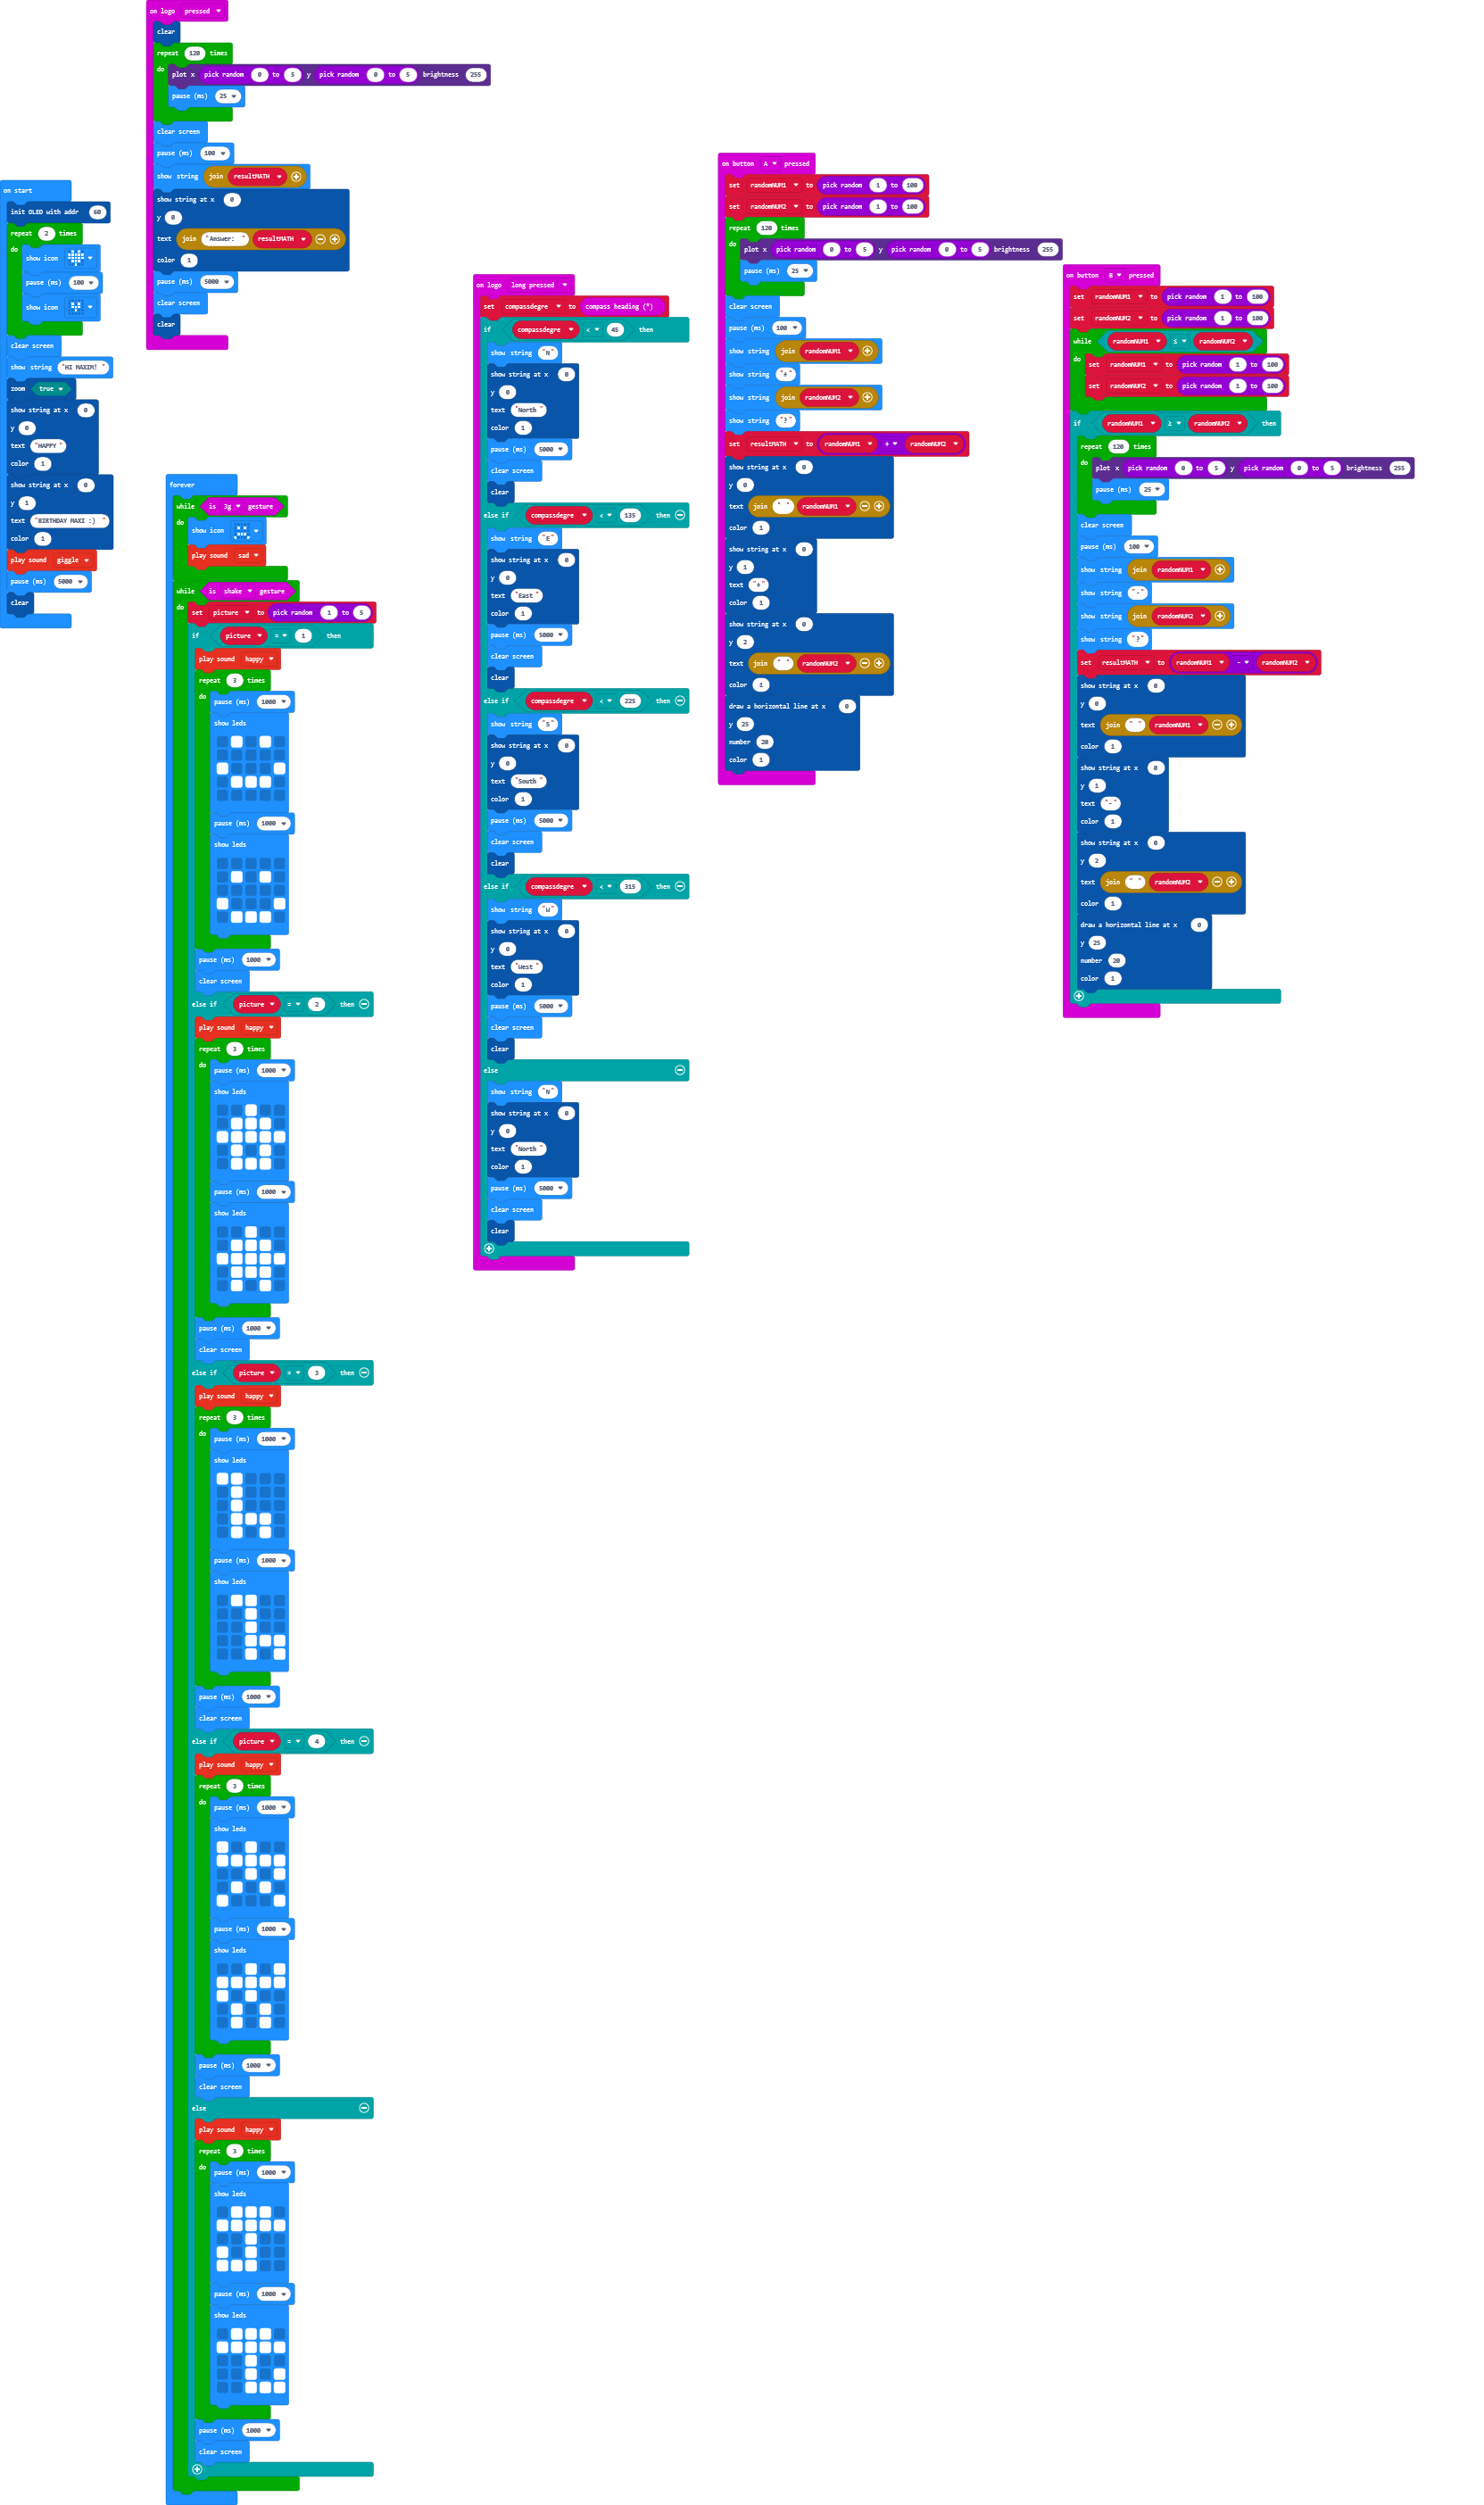 on start
init OLED with addr 60
repeat 2 times
do
show icon
pause (ms) 100
show icon
clear screen
show string "HI MAXIM! "
zoom true
show string at x 0
y 0
text "HAPPY "
color 1
show string at x 0
y 1
text "BIRTHDAY MAXI :) "
color 1
play sound giggle
pause (ms) 5000
clear
on logo pressed
clear
repeat 120 times
do plot x pick random 0 to 5 y pick random 0 to 5 brightness 255
pause (ms) 25
clear screen
pause (ms) 100
show string join resultMATH
show string at x 0
y 0
text join "Answer: " resultMATH
color 1
pause (ms) 5000
clear screen
clear
forever
while is 3g gesture
do
show icon
play sound sad
while is shake gesture
do set picture to pick random 1 to 5
if picture = 1 then
play sound happy
repeat 3 times
do pause (ms) 1000
show leds
pause (ms) 1000
show leds
pause (ms) 1000
clear screen
else if picture = 2 then
play sound happy
repeat 3 times
do pause (ms) 1000
show leds
pause (ms) 1000
show leds
pause (ms) 1000
clear screen
else if picture = 3 then
play sound happy
repeat 3 times
do pause (ms) 1000
show leds
pause (ms) 1000
show leds
pause (ms) 1000
clear screen
else if picture = 4 then
play sound happy
repeat 3 times
do pause (ms) 1000
show leds
pause (ms) 1000
show leds
pause (ms) 1000
clear screen
else
play sound happy
repeat 3 times
do pause (ms) 1000
show leds
pause (ms) 1000
show leds
pause (ms) 1000
clear screen
on logo long pressed
set compassdegre to compass heading (°)
if compassdegre < 45 then
show string "N"
show string at x 0
y 0
text "North "
color 1
pause (ms) 5000
clear screen
clear
else if compassdegre < 135 then
show string "E"
show string at x 0
y 0
text "East "
color 1
pause (ms) 5000
clear screen
clear
else if compassdegre < 225 then
show string "S"
show string at x 0
y 0
text "South "
color 1
pause (ms) 5000
clear screen
clear
else if compassdegre < 315 then
show string "W"
show string at x 0
y 0
text "West "
color 1
pause (ms) 5000
clear screen
clear
else
show string "N"
show string at x 0
y 0
text "North "
color 1
pause (ms) 5000
clear screen
clear
on button A pressed
set randomNUM1 to pick random 1 to 100
set randomNUM2 to pick random 1 to 100
repeat 120 times
do plot x pick random 0 to 5 y pick random 0 to 5 brightness 255
pause (ms) 25
clear screen
pause (ms) 100
show string join randomNUM1
show string "+"
show string join randomNUM2
show string "?"
set resultMATH to randomNUM1 + randomNUM2
show string at x 0
y 0
text join " " randomNUM1
color 1
show string at x 0
y 1
text "+"
color 1
show string at x 0
y 2
text join " " randomNUM2
color 1
draw a horizontal line at x 0
y 25
number 20
color 1
on button B pressed
set randomNUM1 to pick random 1 to 100
set randomNUM2 to pick random 1 to 100
while randomNUM1 ≤ randomNUM2
do set randomNUM1 to pick random 1 to 100
set randomNUM2 to pick random 1 to 100
if randomNUM1 ≥ randomNUM2 then
repeat 120 times
do plot x pick random 0 to 5 y pick random 0 to 5 brightness 255
pause (ms) 25
clear screen
pause (ms) 100
show string join randomNUM1
show string "-"
show string join randomNUM2
show string "?"
set resultMATH to randomNUM1 - randomNUM2
show string at x 0
y 0
text join " " randomNUM1
color 1
show string at x 0
y 1
text "-"
color 1
show string at x 0
y 2
text join " " randomNUM2
color 1
draw a horizontal line at x 0
y 25
number 20
color 1